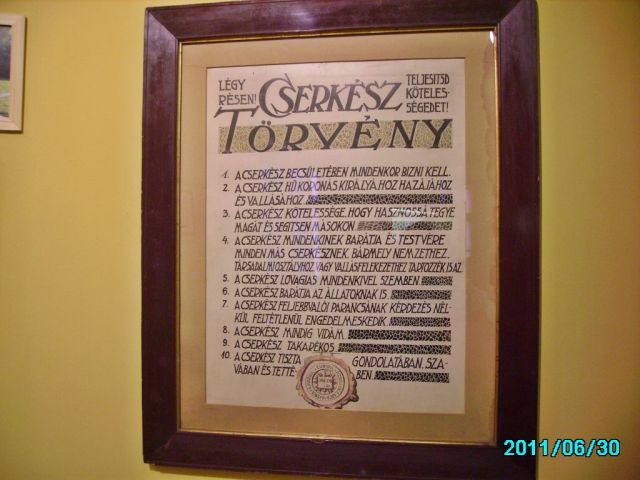 LÉGY RÉSEN!
CSERKÉSZ
TELJESITSD KÖTELES-SÉGEDET!
TÖRVÉNY
1. A CSERKÉSZ BECSÜLETÉBEN MINDENKOR BIZNI KELL.
2. A CSERKÉSZ HŰ KORONÁS KIRÁLYÁHOZ HAZÁJÁHOZ
ÉS VALLÁSÁHOZ.
3. A CSERKÉSZ KÖTELESSÉGE, HOGY HASZNOSSÁ TEGYE
MAGÁT ÉS SEGITSEN MÁSOKON
4. A CSERKÉSZ MINDENKINEK BARÁTJA ÉS TESTVÉRE
MINDEN MÁS CSERKÉSZNEK, BÁRMELY NEMZETHEZ,
TÁRSADALMI OSZTÁLYHOZ, VAGY VALLÁSFELEKEZETHEZ TARTOZZÉK IS AZ.
5. A CSERKÉSZ LOVAGIAS MINDENKIVEL SZEMBEN.
6. A CSERKÉSZ BARÁTJA AZ ÁLLATOKNAK IS.
7. A CSERKÉSZ FELJEBBVALÓI PARANCSÁNAK KÉRDEZÉS NÉL-
KÜL FELTÉTLENÜL ENGEDELMESKEDIK.
8. A CSERKÉSZ MINDIG VIDÁM.
9. A CSERKÉSZ TAKARÉKOS.
10. A CSERKÉSZ TISZTA GONDOLATÁBAN, SZA-
VÁBAN ÉS TETTÉ- BEN.
2011/06/30